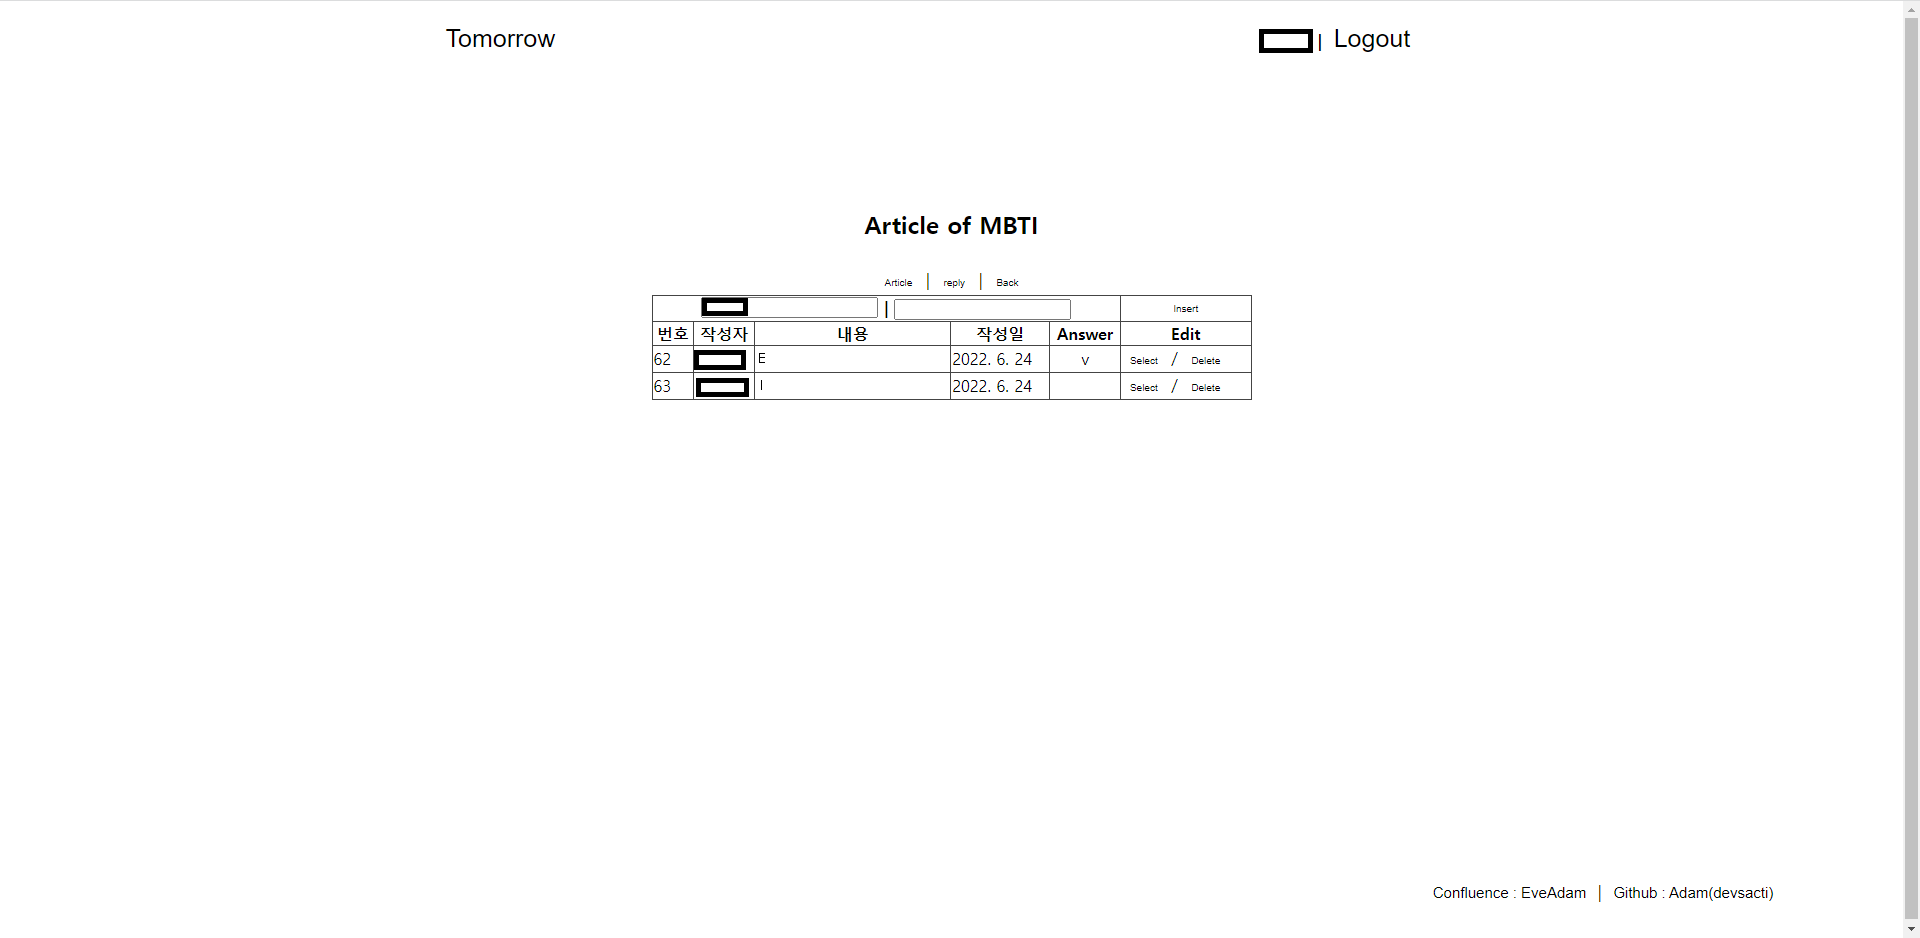 Tomorrow | Logout
Article of MBTI
Article | reply | Back
| Insert
번호 작성자 내용 작성일 Answer Edit
62 E 2022. 6. 24 V Select / Delete
63 I 2022. 6. 24 Select / Delete
Confluence : EveAdam | Github : Adam(devsacti)